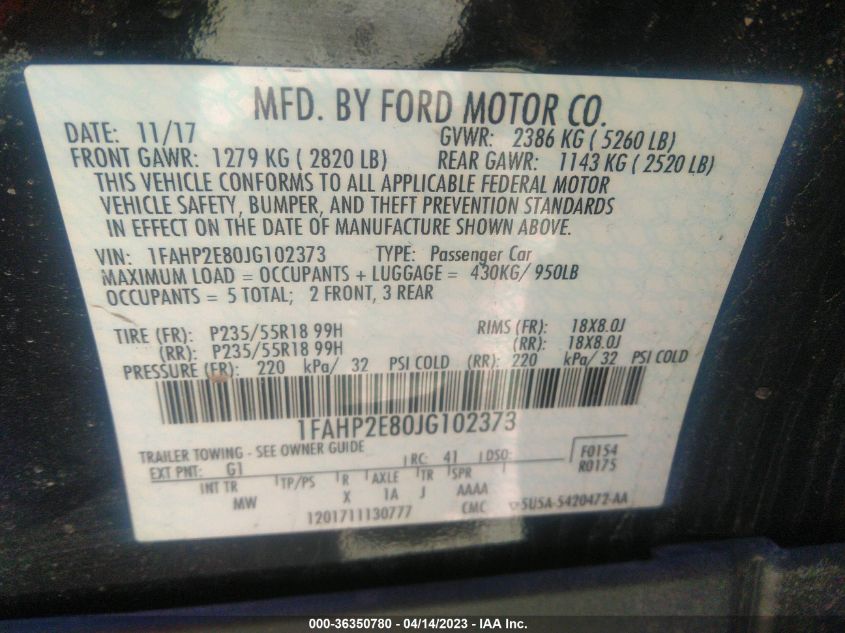 MFD. BY FORD MOTOR CO.
DATE: 11/17 GVWR: 2386 KG ( 5260 LB)
FRONT GAWR: 1279 KG ( 2820 LB) REAR GAWR: 1143 KG ( 2520 LB)
THIS VEHICLE CONFORMS TO ALL APPLICABLE FEDERAL MOTOR
VEHICLE SAFETY, BUMPER, AND THEFT PREVENTION STANDARDS
IN EFFECT ON THE DATE OF MANUFACTURE SHOWN ABOVE.
VIN: 1FAHP2E80JG102373 TYPE: Passenger Car
MAXIMUM LOAD = OCCUPANTS + LUGGAGE = 430KG/ 950LB
OCCUPANTS = 5 TOTAL; 2 FRONT, 3 REAR
TIRE (FR): P235/55R18 99H RIMS (FR): 18X8.0J
(RR): P235/55R18 99H (RR): 18X8.0J
PRESSURE (FR): 220 kPa/ 32 PSI COLD (RR): 220 kPa/ 32 PSI COLD
1FAHP2E80JG102373
TRAILER TOWING - SEE OWNER GUIDE
EXT PNT: G1 RC: 41 DSO: F0154
R0175
INT TR TP/PS R AXLE TR SPR
MW X 1A J AAAA
1201711130777 CMC 5USA-5420472-AA
000-36350780 - 04/14/2023 - IAA Inc.